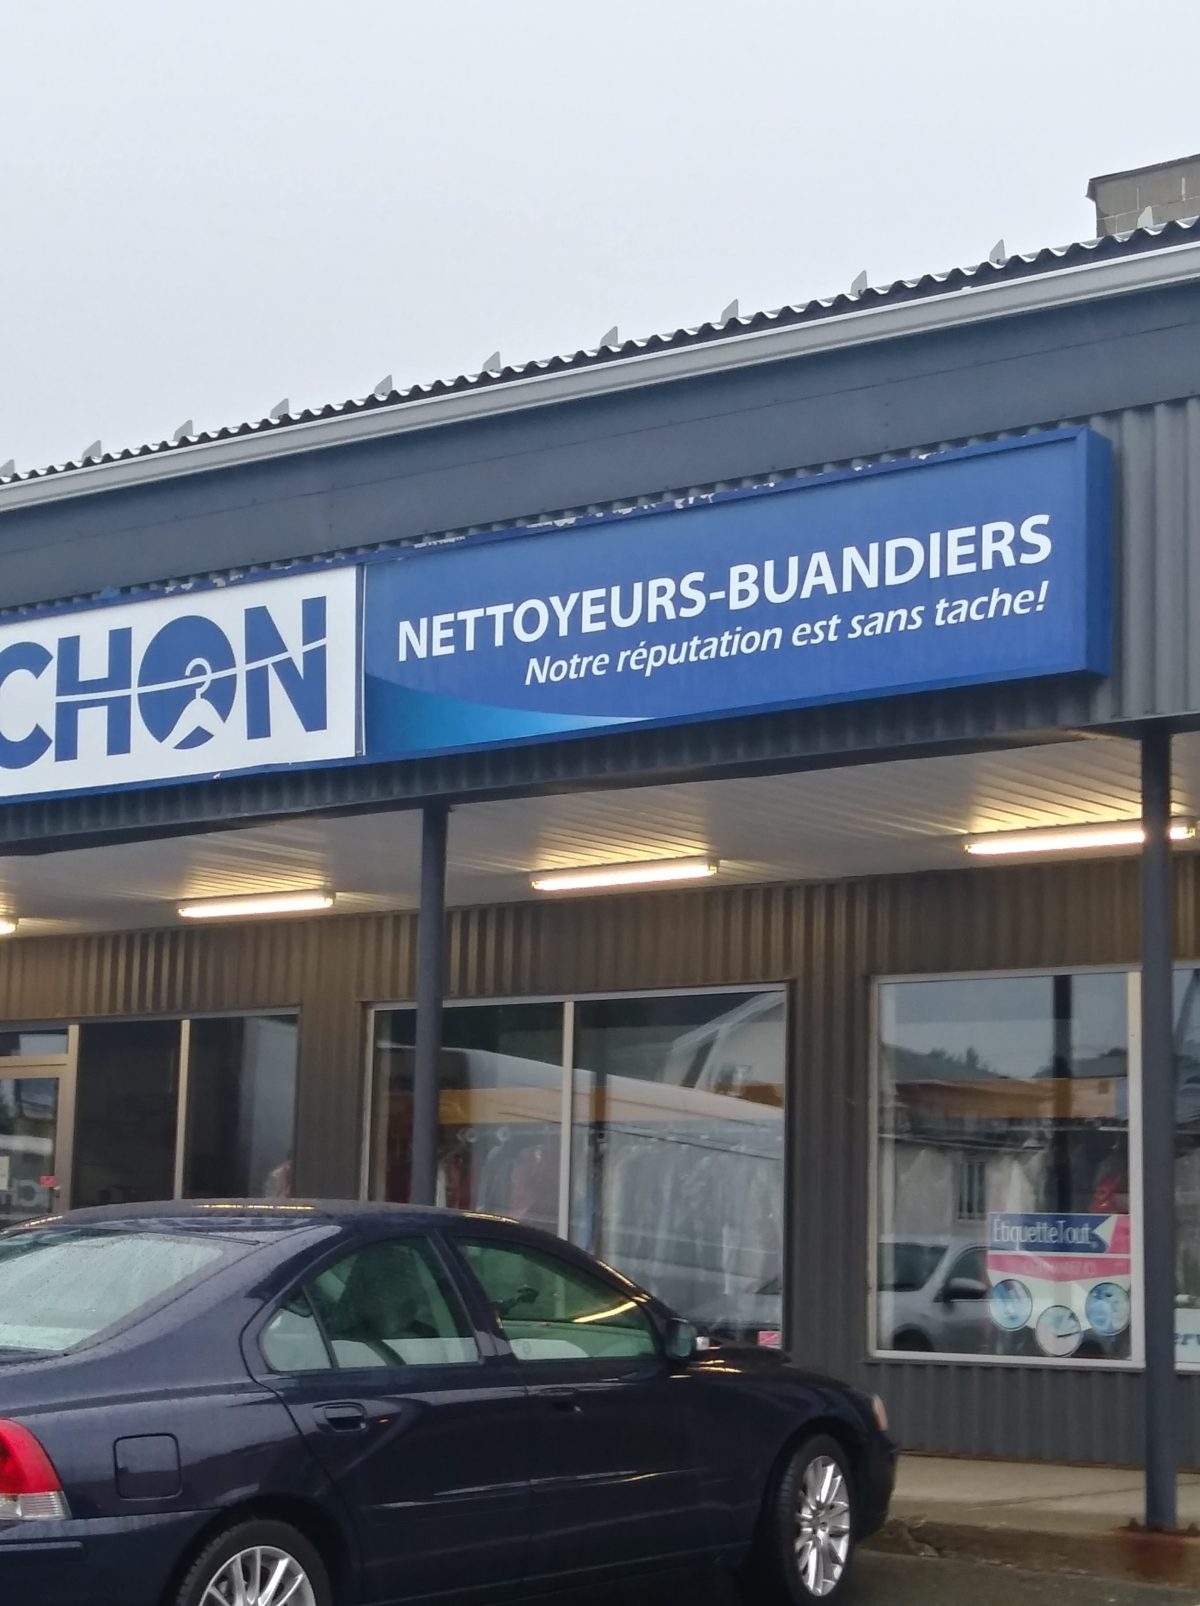 CHON
NETTOYEURS-BUANDIERS
Notre réputation est sans tache!
EtiquetteTout